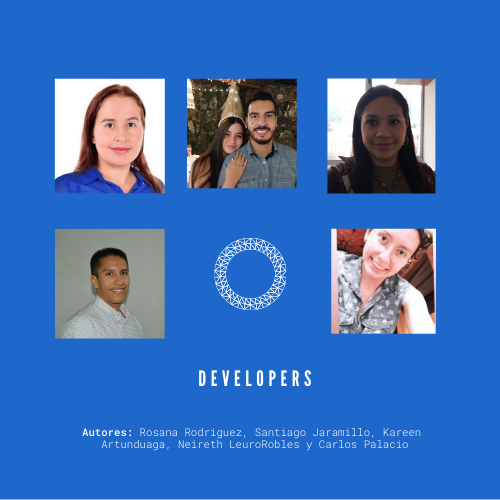 DEVELOPERS
Autores: Rosana Rodriguez, Santiago Jaramillo, Kareen
Artunduaga, Neireth LeuroRobles y Carlos Palacio